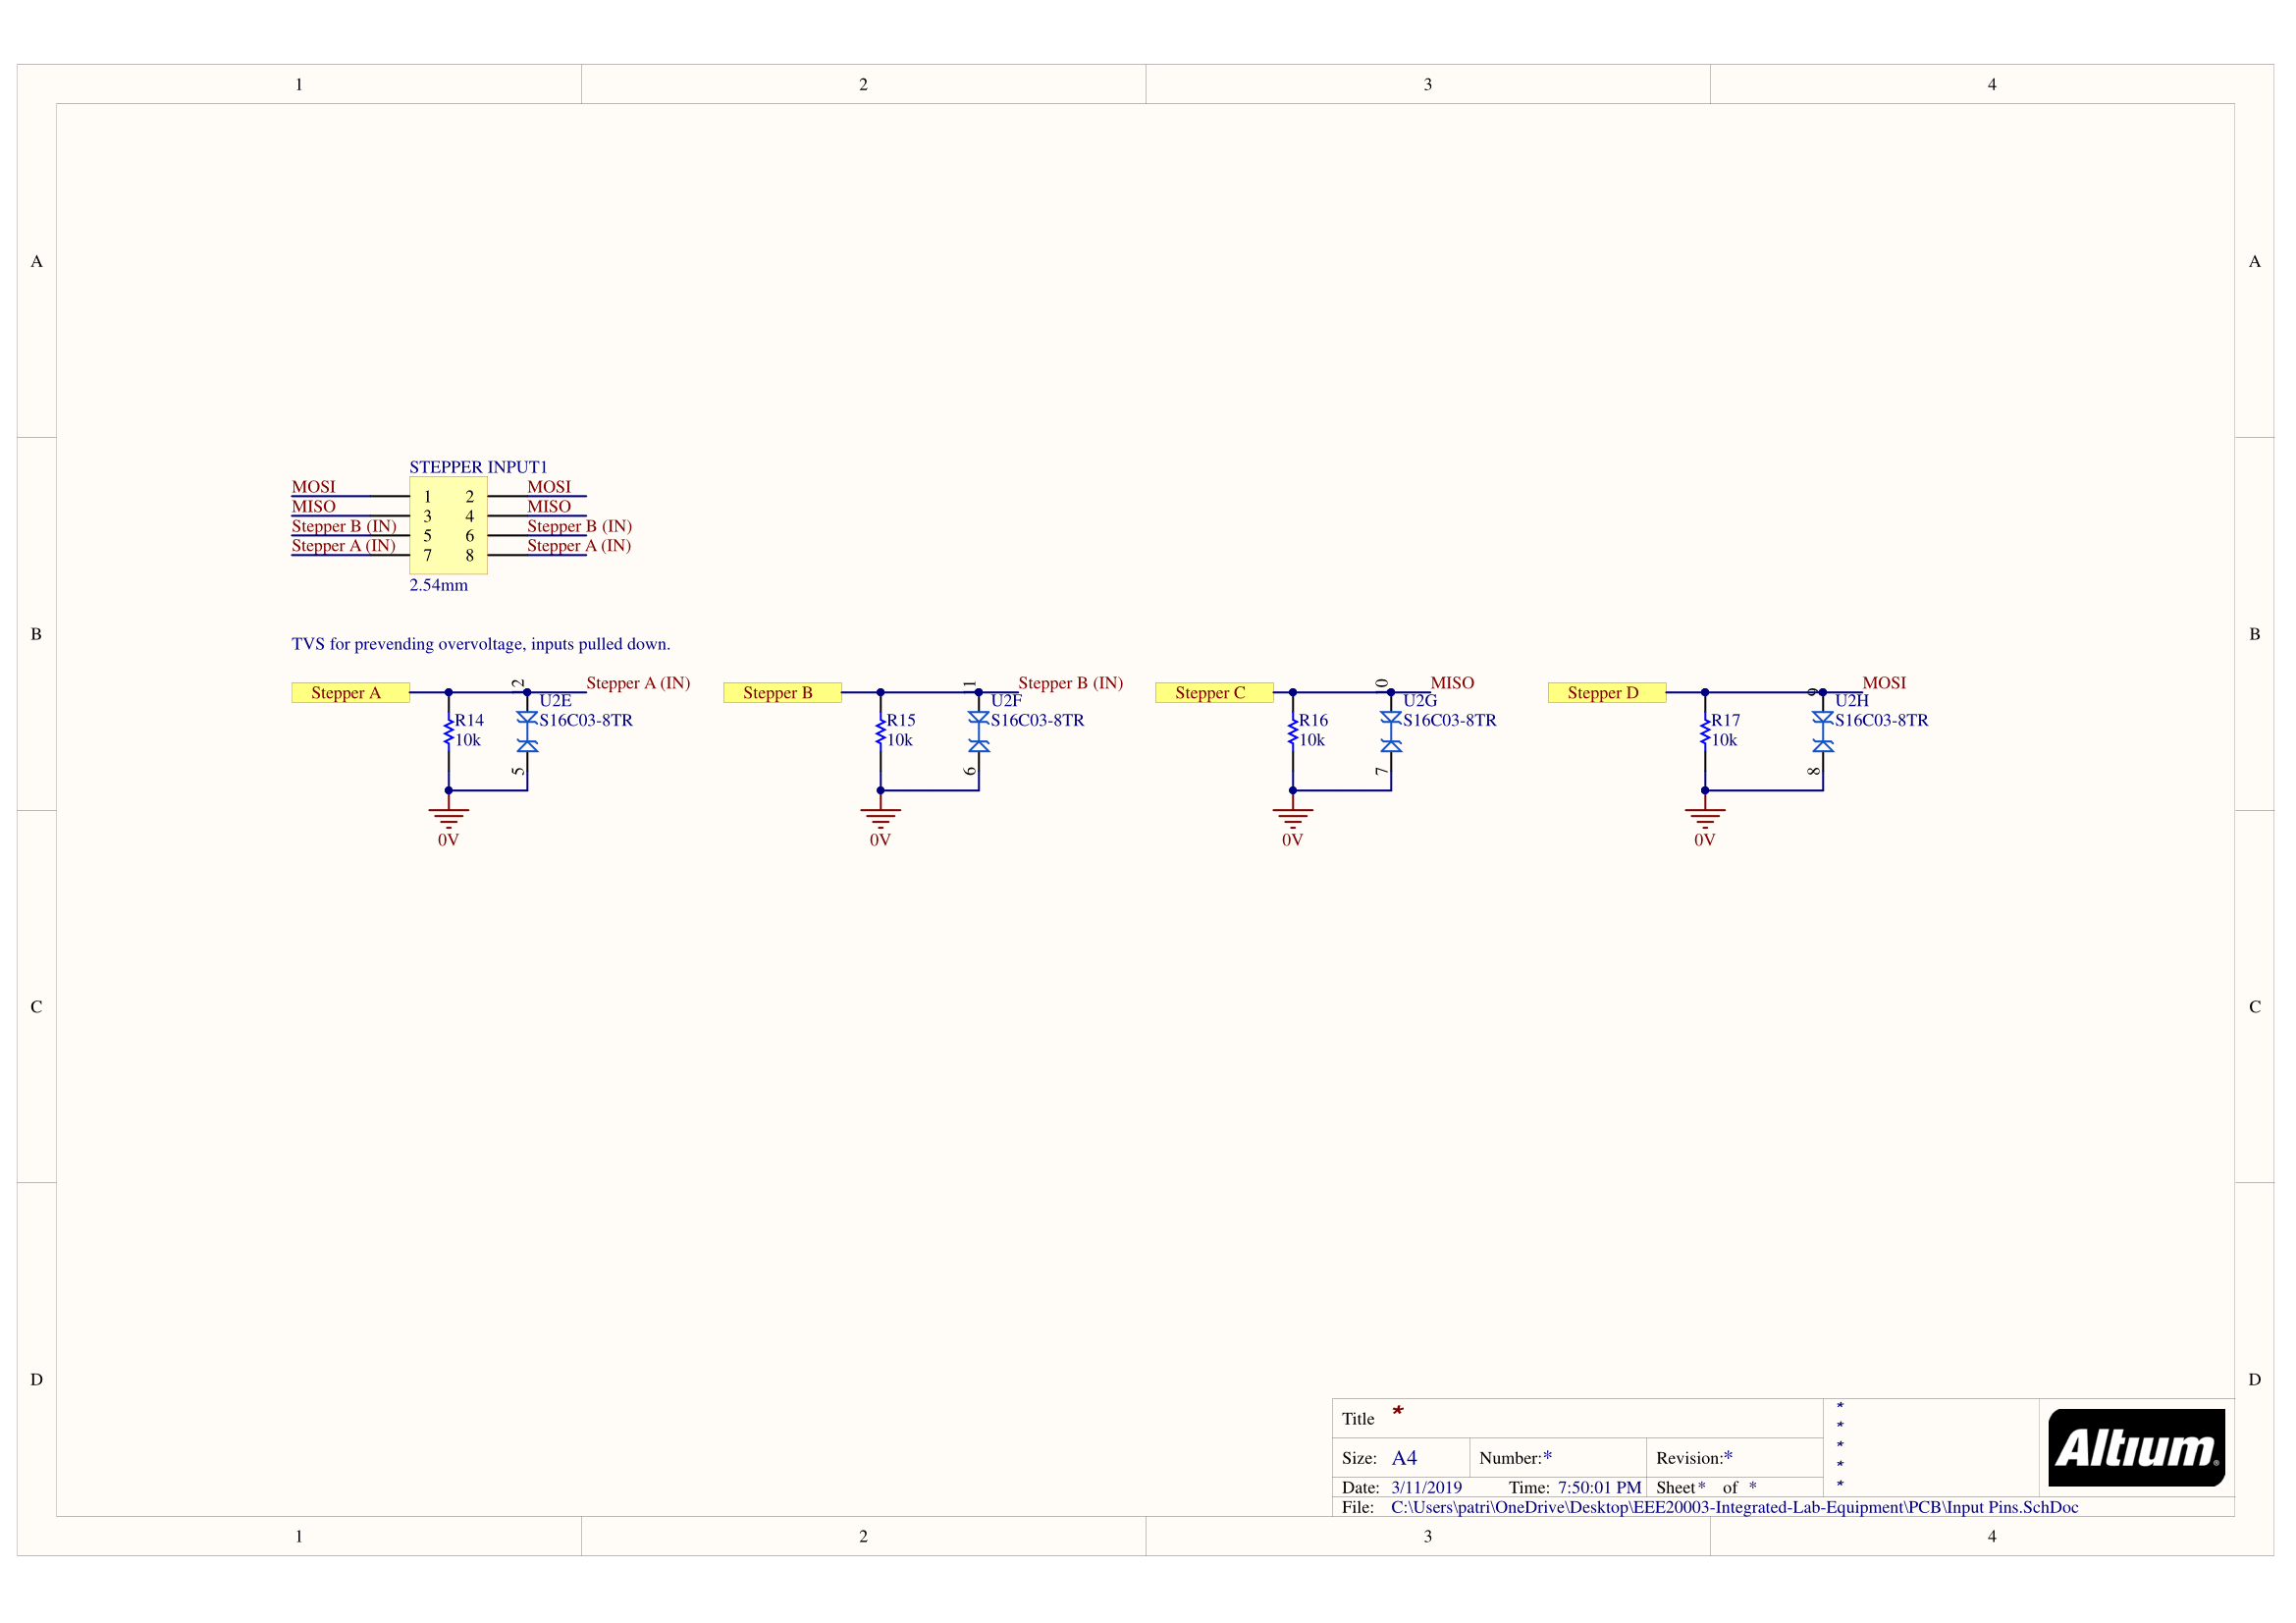 1 2 3 4
A A
STEPPER INPUT1
MOSI 1 2 MOSI
MISO 3 4 MISO
Stepper B (IN) 5 6 Stepper B (IN)
Stepper A (IN) 7 8 Stepper A (IN)
2.54mm
B B
TVS for prevending overvoltage, inputs pulled down.
Stepper A 12 Stepper A (IN) Stepper B 11 Stepper B (IN) Stepper C 10 MISO Stepper D 9 MOSI
U2E U2F U2G U2H
R14 S16C03-8TR R15 S16C03-8TR R16 S16C03-8TR R17 S16C03-8TR
10k 10k 10k 10k
5 6 7 8
0V 0V 0V 0V
C C
D D
Title *
Size: A4 Number:* Revision:*
Date: 3/11/2019 Time: 7:50:01 PM Sheet * of *
File: C:\Users\patri\OneDrive\Desktop\EEE20003-Integrated-Lab-Equipment\PCB\Input Pins.SchDoc
*
*
*
*
*
Altium®
1 2 3 4